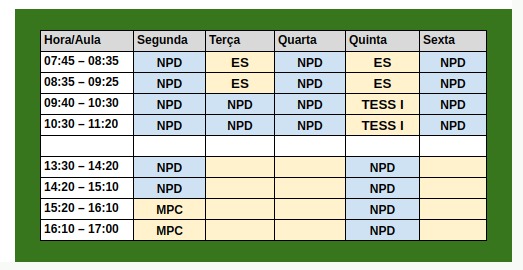 Hora/Aula Segunda Terça Quarta Quinta Sexta
07:45 – 08:35 NPD ES NPD ES NPD
08:35 – 09:25 NPD ES NPD ES NPD
09:40 – 10:30 NPD NPD NPD TESS I NPD
10:30 – 11:20 NPD NPD NPD TESS I NPD
13:30 – 14:20 NPD NPD
14:20 – 15:10 NPD NPD
15:20 – 16:10 MPC NPD
16:10 – 17:00 MPC NPD